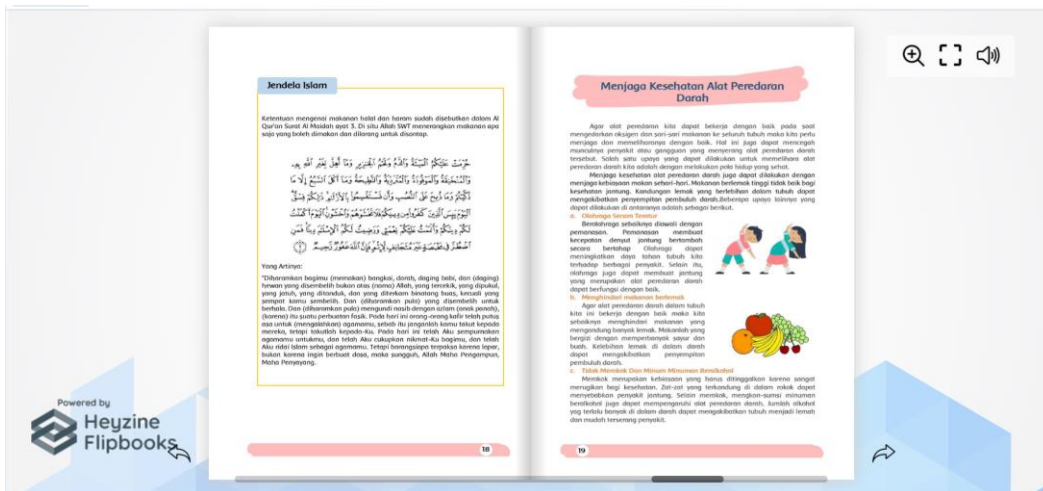 Jendela Islam
Ketentuan mengenai makanan halal dan haram sudah disebutkan dalam Al
Qur'an Surat Al Maidah ayat 3. Di situ Allah SWT menerangkan makanan apa
saja yang boleh dimakan dan dilarang untuk disantap.
Yang Artinya:
"Diharamkan bagimu (memakan) bangkai, darah, daging babi, dan (daging)
hewan yang disembelih bukan atas (nama) Allah, yang tercekik, yang dipukul,
yang jatuh, yang ditanduk, dan yang diterkam binatang buas, kecuali yang
sempat kamu sembelih. Dan (diharamkan pula) yang disembelih untuk
berhala. Dan (diharamkan pula) mengundi nasib dengan azlam (anak panah),
(karena) itu suatu perbuatan fasik. Pada hari ini orang-orang kafir telah putus
asa untuk (mengalahkan) agamamu, sebab itu janganlah kamu takut kepada
mereka, tetapi takutlah kepada-Ku. Pada hari ini telah Aku sempurnakan
agamamu untukmu, dan telah Aku cukupkan nikmat-Ku bagimu, dan telah
Aku ridai Islam sebagai agamamu. Tetapi barangsiapa terpaksa karena lapar,
bukan karena ingin berbuat dosa, maka sungguh, Allah Maha Pengampun,
Maha Penyayang.
18
Menjaga Kesehatan Alat Peredaran
Darah
Agar alat peredaran kita dapat bekerja dengan baik pada saat
mengedarkan oksigen dan sari-sari makanan ke seluruh tubuh maka kita perlu
menjaga dan memeliharanya dengan baik. Hal ini juga dapat mencegah
munculnya penyakit atau gangguan yang menyerang alat peredaran darah
tersebut. Salah satu upaya yang dapat dilakukan untuk memelihara alat
peredaran darah kita adalah dengan melakukan pola hidup yang sehat.
Menjaga kesehatan alat peredaran darah juga dapat dilakukan dengan
menjaga kebiasaan makan sehari-hari. Makanan berlemak tinggi tidak baik bagi
kesehatan jantung. Kandungan lemak yang berlebihan dalam tubuh dapat
mengakibatkan penyempitan pembuluh darah.Beberapa upaya lainnya yang
dapat dilakukan di antaranya adalah sebagai berikut.
a. Olahraga Secara Teratur
Berolahraga sebaiknya diawali dengan
pemanasan. Pemanasan membuat
kecepatan denyut jantung bertambah
secara bertahap Olahraga dapat
meningkatkan daya tahan tubuh kita
terhadap berbagai penyakit. Selain itu,
olahraga juga dapat membuat jantung
yang merupakan alat peredaran darah
dapat berfungsi dengan baik.
b. Menghindari makanan berlemak
Agar alat peredaran darah dalam tubuh
kita ini bekerja dengan baik maka kita
sebaiknya menghindari makanan yang
mengandung banyak lemak. Makanlah yang
bergizi dengan memperbanyak sayur dan
buah. Kelebihan lemak di dalam darah
dapat mengakibatkan penyempitan
pembuluh darah.
c. Tidak Merokok Dan Minum Minuman Beralkohol
Merokok merupakan kebiasaan yang harus ditinggalkan karena sangat
merugikan bagi kesehatan. Zat-zat yang terkandung di dalam rokok dapat
menyebabkan penyakit jantung. Selain merokok, mengkon-sumsi minuman
beralkohol juga dapat mempengaruhi alat peredaran darah. Jumlah alkohol
yag terlalu banyak di dalam darah dapat mengakibatkan tubuh menjadi lemah
dan mudah terserang penyakit.
19
Powered by
Heyzine
Flipbooks